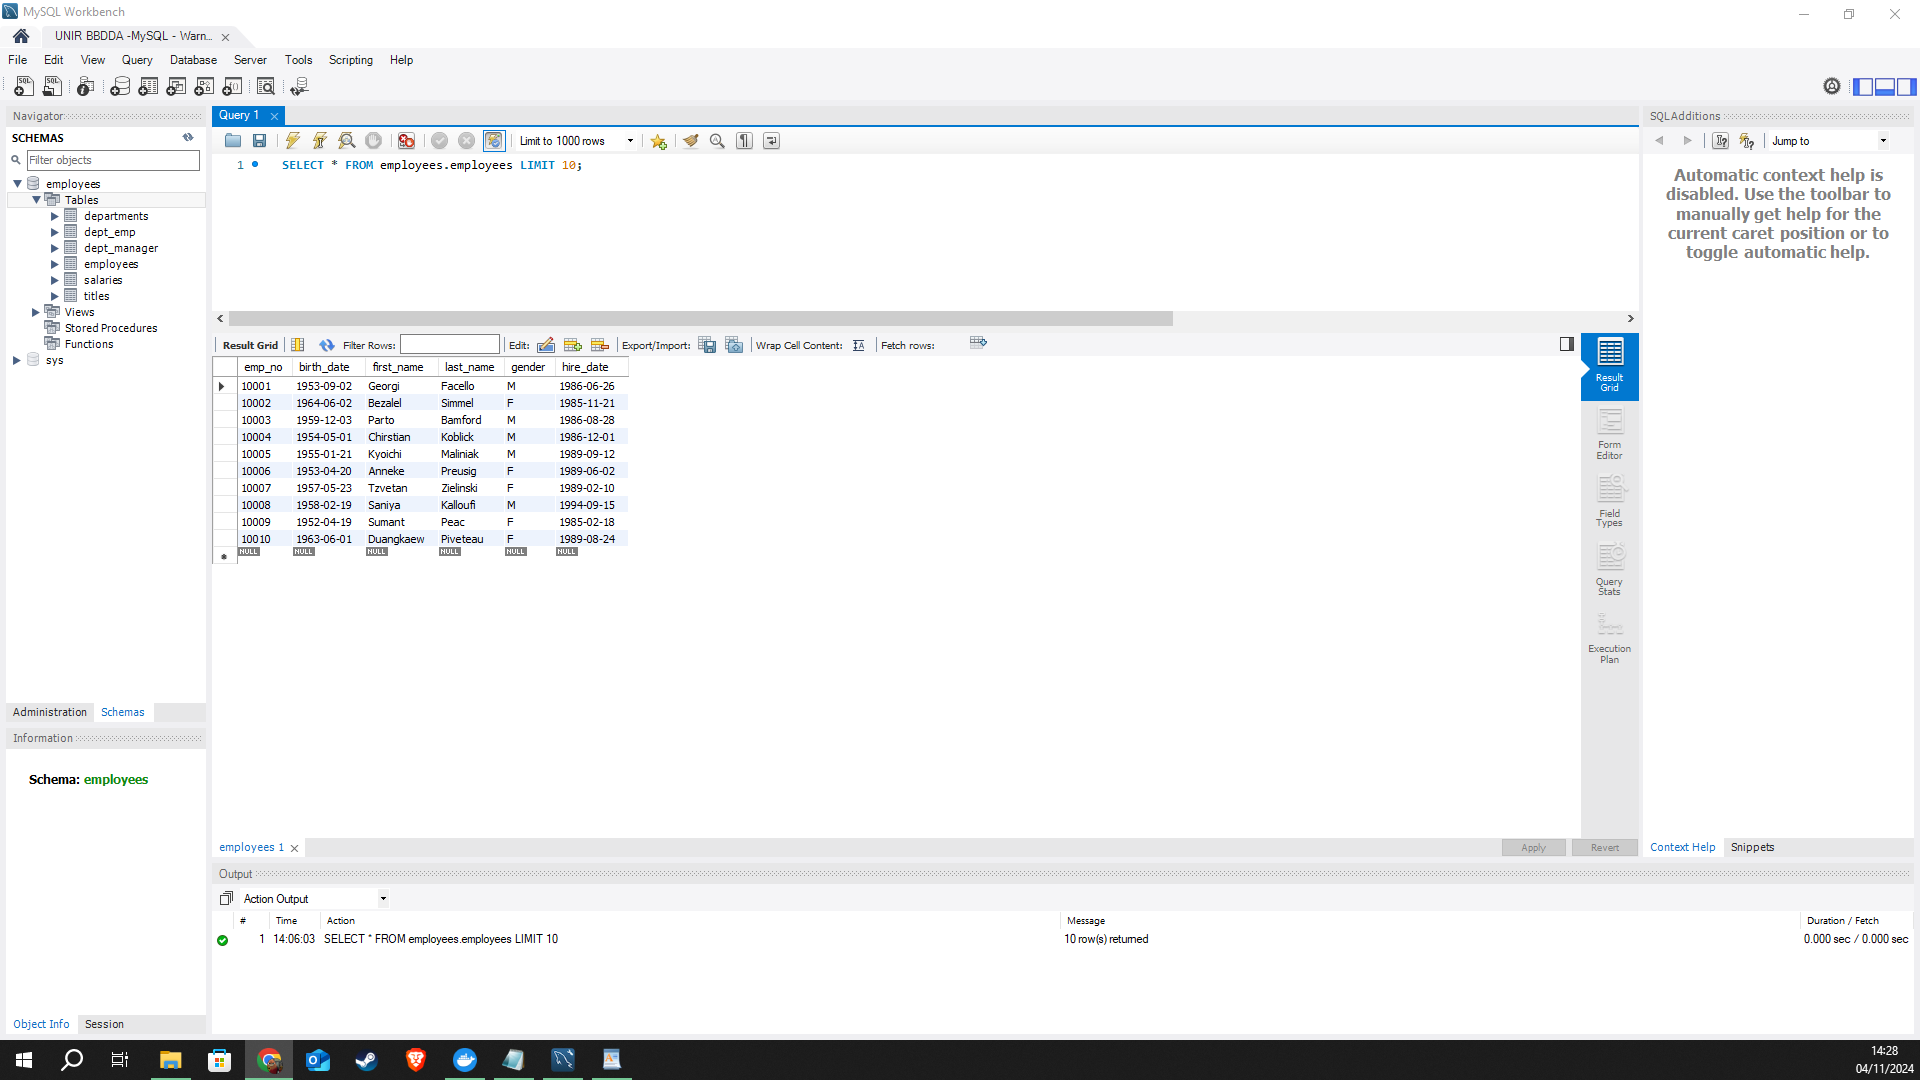 MySQL Workbench
UNIR BBDDA -MySQL - Warn...
File Edit View Query Database Server Tools Scripting Help
Navigator
SCHEMAS
Filter objects
employees
Tables
departments
dept_emp
dept_manager
employees
salaries
titles
Views
Stored Procedures
Functions
sys
Administration Schemas
Information
Schema: employees
Object Info Session
Query 1
Limit to 1000 rows
1 SELECT * FROM employees.employees LIMIT 10;
Result Grid Filter Rows: Edit: Export/Import: Wrap Cell Content: Fetch rows:
emp_no birth_date first_name last_name gender hire_date
10001 1953-09-02 Georgi Facello M 1986-06-26
10002 1964-06-02 Bezalel Simmel F 1985-11-21
10003 1959-12-03 Parto Bamford M 1986-08-28
10004 1954-05-01 Chirstian Koblick M 1986-12-01
10005 1955-01-21 Kyoichi Maliniak M 1989-09-12
10006 1953-04-20 Anneke Preusig F 1989-06-02
10007 1957-05-23 Tzvetan Zielinski F 1989-02-10
10008 1958-02-19 Saniya Kalloufi M 1994-09-15
10009 1952-04-19 Sumant Peac F 1985-02-18
10010 1963-06-01 Duangkaew Piveteau F 1989-08-24
NULL NULL NULL NULL NULL NULL
Result
Grid
Form
Editor
Field
Types
Query
Stats
Execution
Plan
employees 1
Apply Revert
SQLAdditions
Jump to
Automatic context help is
disabled. Use the toolbar to
manually get help for the
current caret position or to
toggle automatic help.
Context Help Snippets
Output
Action Output
# Time Action Message Duration / Fetch
1 14:06:03 SELECT * FROM employees.employees LIMIT 10 10 row(s) returned 0.000 sec / 0.000 sec
14:28
04/11/2024